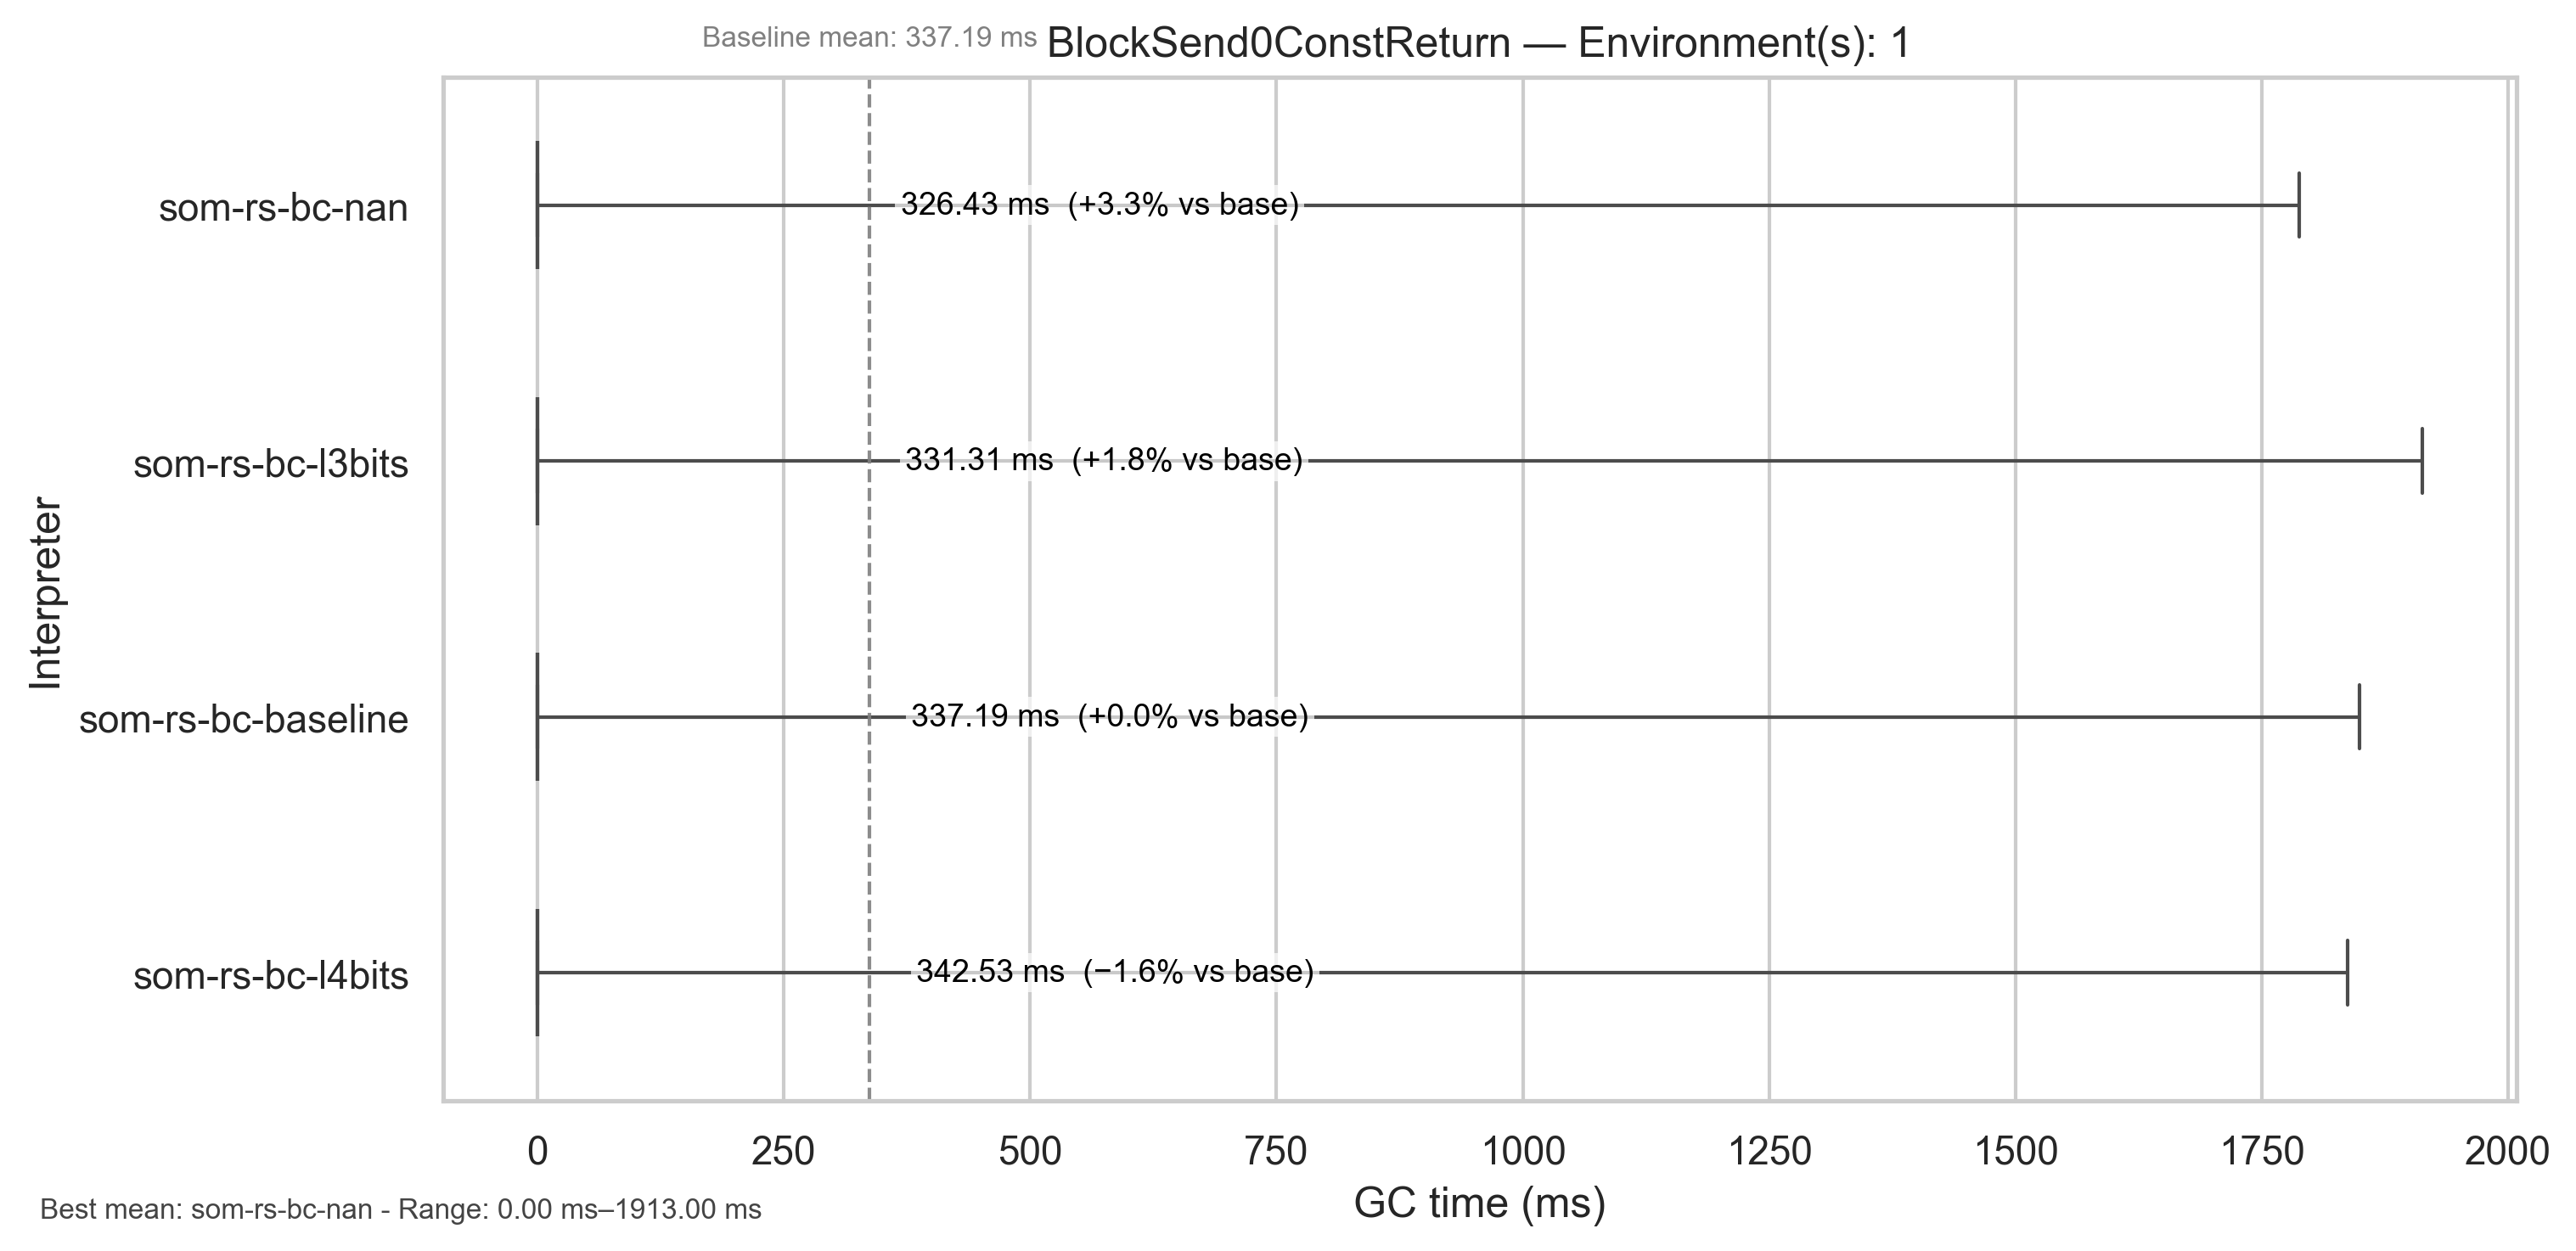 Baseline mean: 337.19 ms
BlockSend0ConstReturn — Environment(s): 1
som-rs-bc-nan
326.43 ms (+3.3% vs base)
som-rs-bc-l3bits
331.31 ms (+1.8% vs base)
Interpreter
som-rs-bc-baseline
337.19 ms (+0.0% vs base)
som-rs-bc-l4bits
342.53 ms (−1.6% vs base)
0 250 500 750 1000 1250 1500 1750 2000
GC time (ms)
Best mean: som-rs-bc-nan - Range: 0.00 ms–1913.00 ms